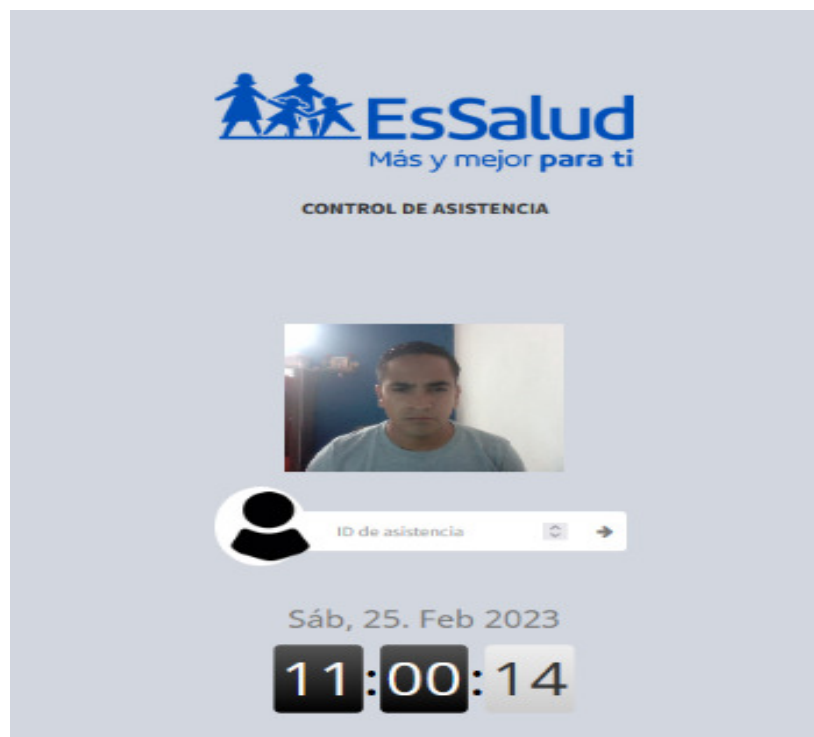 EsSalud
Más y mejor para ti
CONTROL DE ASISTENCIA
ID de asistencia
Sáb, 25. Feb 2023
11:00:14